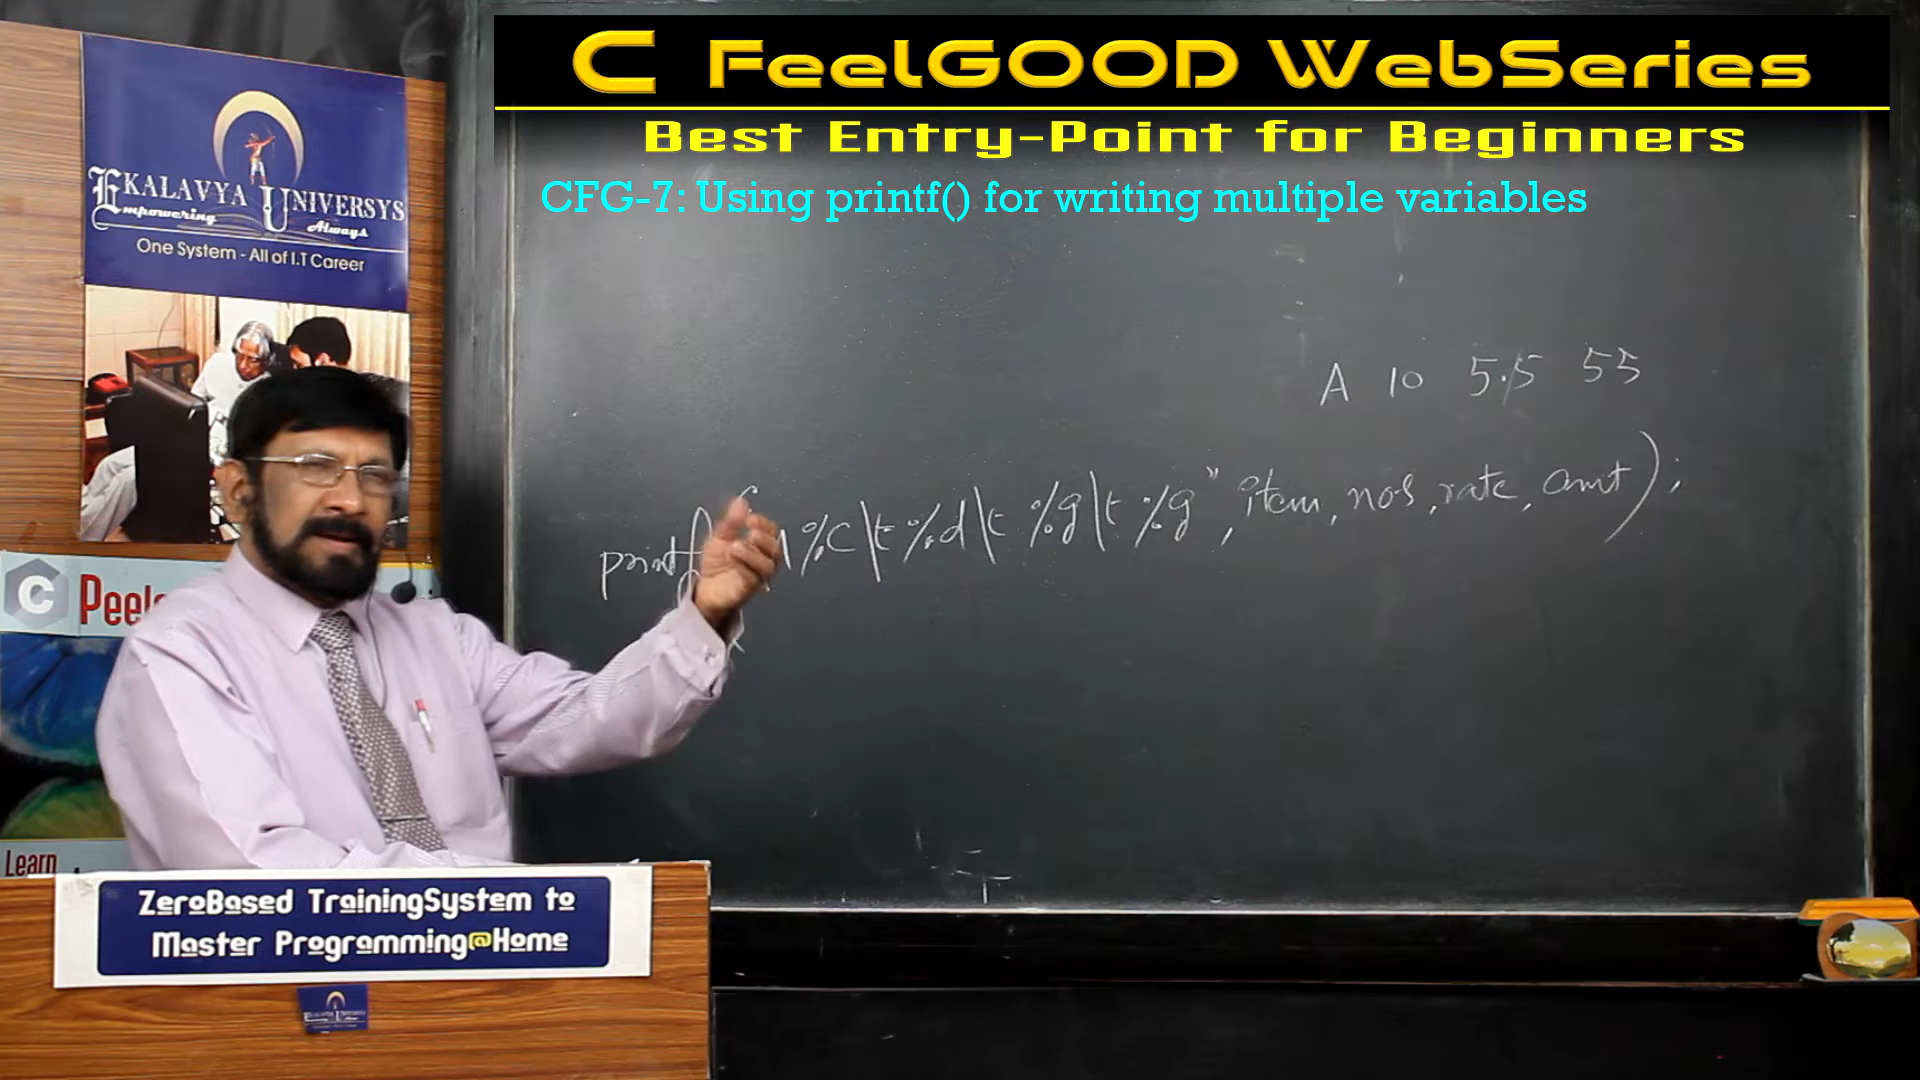 C FeelGOOD WebSeries
Best Entry-Point for Beginners
CFG-7: Using printf() for writing multiple variables
EKALAVYA UNIVERSYS
Empowering Always
One System - All of I.T Career
A 10 5.5 55
printf %c\t %d\t %g\t %g", item, nos, rate, amt);
C
Learn
ZeroBased TrainingSystem to
Master Programming@Home